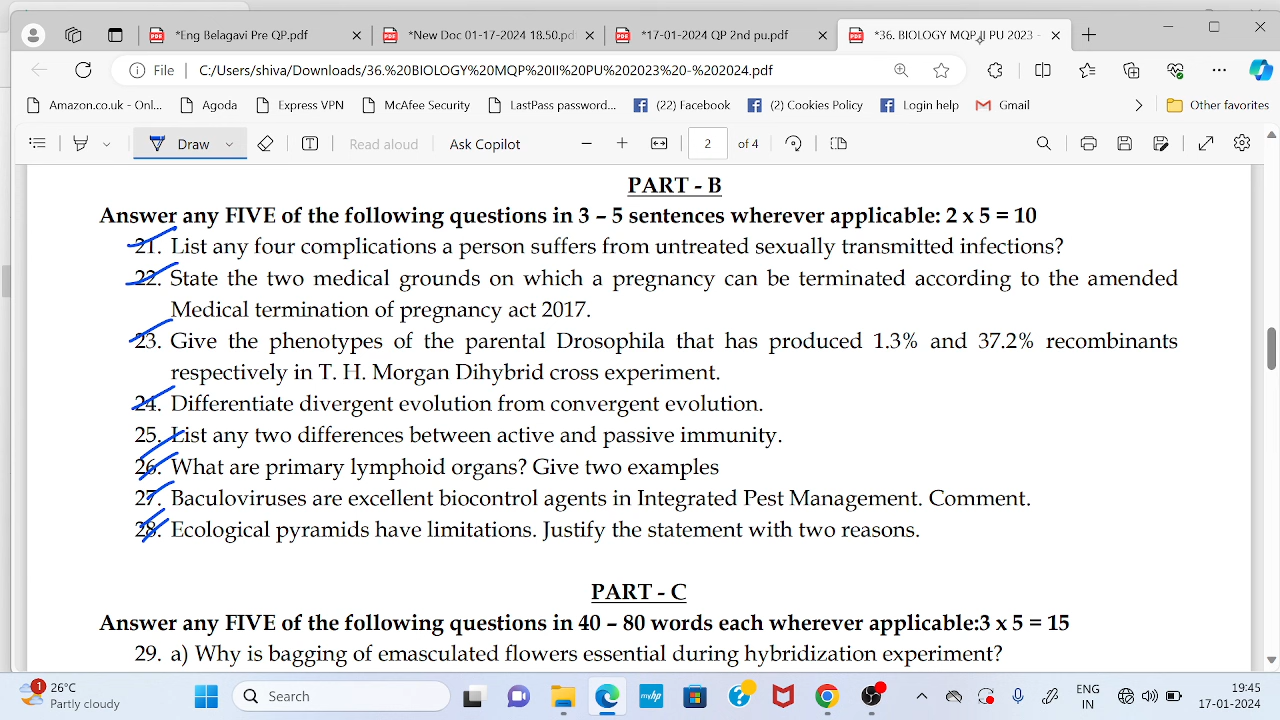 *Eng Belagavi Pre QP.pdf
*New Doc 01-17-2024 18.50.pd
*17-01-2024 QP 2nd pu.pdf
*36. BIOLOGY MQP II PU 2023 -
File C:/Users/shiva/Downloads/36.%20BIOLOGY%20MQP%20II%20PU%202023%20-%202024.pdf
Amazon.co.uk - Onl... Agoda Express VPN McAfee Security LastPass password... (22) Facebook (2) Cookies Policy Login help Gmail Other favorites
Draw Read aloud Ask Copilot 2 of 4
PART - B
Answer any FIVE of the following questions in 3 – 5 sentences wherever applicable: 2 x 5 = 10
21. List any four complications a person suffers from untreated sexually transmitted infections?
22. State the two medical grounds on which a pregnancy can be terminated according to the amended
Medical termination of pregnancy act 2017.
23. Give the phenotypes of the parental Drosophila that has produced 1.3% and 37.2% recombinants
respectively in T. H. Morgan Dihybrid cross experiment.
24. Differentiate divergent evolution from convergent evolution.
25. List any two differences between active and passive immunity.
26. What are primary lymphoid organs? Give two examples
27. Baculoviruses are excellent biocontrol agents in Integrated Pest Management. Comment.
28. Ecological pyramids have limitations. Justify the statement with two reasons.
PART - C
Answer any FIVE of the following questions in 40 – 80 words each wherever applicable:3 x 5 = 15
29. a) Why is bagging of emasculated flowers essential during hybridization experiment?
1 26°C
Partly cloudy
Search
myhp
ENG
IN
19:45
17-01-2024